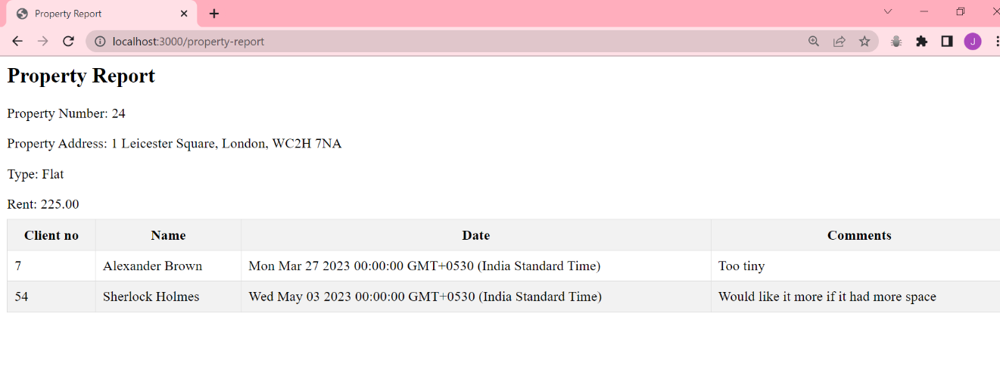 Property Report
localhost:3000/property-report
J
Property Report
Property Number: 24
Property Address: 1 Leicester Square, London, WC2H 7NA
Type: Flat
Rent: 225.00
Client no Name Date Comments
7 Alexander Brown Mon Mar 27 2023 00:00:00 GMT+0530 (India Standard Time) Too tiny
54 Sherlock Holmes Wed May 03 2023 00:00:00 GMT+0530 (India Standard Time) Would like it more if it had more space